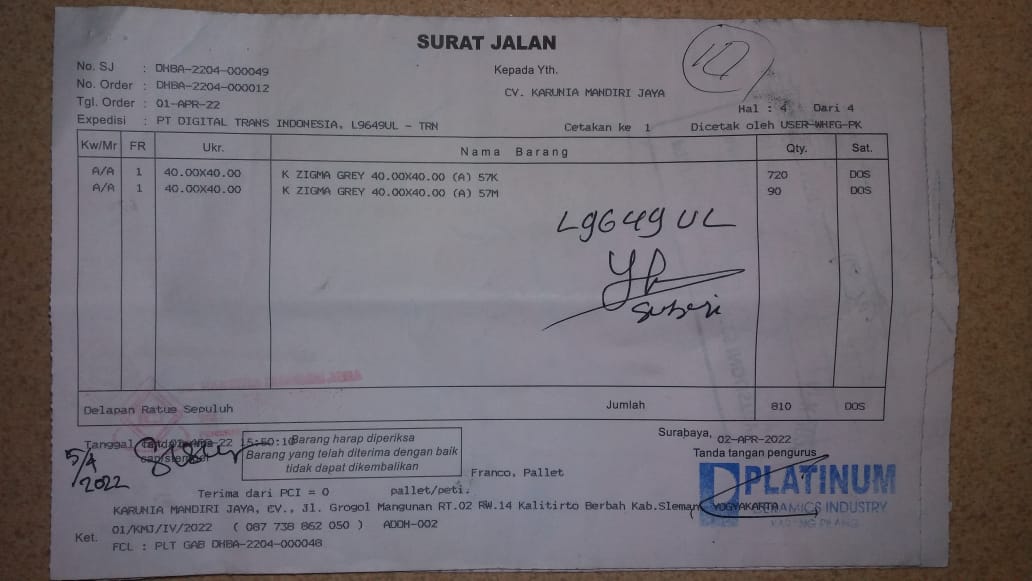 SURAT JALAN
10
No. SJ : DHBA-2204-000049
Kepada Yth.
No. Order : DHBA-2204-000012
CV. KARUNIA MANDIRI JAYA
Tgl. Order : 01-APR-22
Hal : 4 Dari 4
Expedisi : PT DIGITAL TRANS INDONESIA, L9649UL - TRN
Cetakan ke 1 Dicetak oleh USER-WHFG-PK
Kw/Mr FR Ukr. Nama Barang Qty. Sat.
A/A 1 40.00X40.00 K ZIGMA GREY 40.00X40.00 (A) 57K 720 DOS
A/A 1 40.00X40.00 K ZIGMA GREY 40.00X40.00 (A) 57M 90 DOS
L9649 UL
Delapan Ratus Sepuluh Jumlah 810 DOS
Tanggal 01-APR-22 15:50:10
5/4 2022
Barang harap diperiksa
Barang yang telah diterima dengan baik
tidak dapat dikembalikan
Surabaya, 02-APR-2022
Tanda tangan pengurus
Franco, Pallet
PLATINUM
CERAMICS INDUSTRY
KARANG PILANG
Terima dari PCI = 0 pallet/peti.
KARUNIA MANDIRI JAYA, CV., Jl. Grogol Mangunan RT.02 RW.14 Kalitirto Berbah Kab.Sleman, YOGYAKARTA
01/KMJ/IV/2022 ( 087 738 862 050 ) ADDH-002
Ket. FCL : PLT GAB DHBA-2204-000048